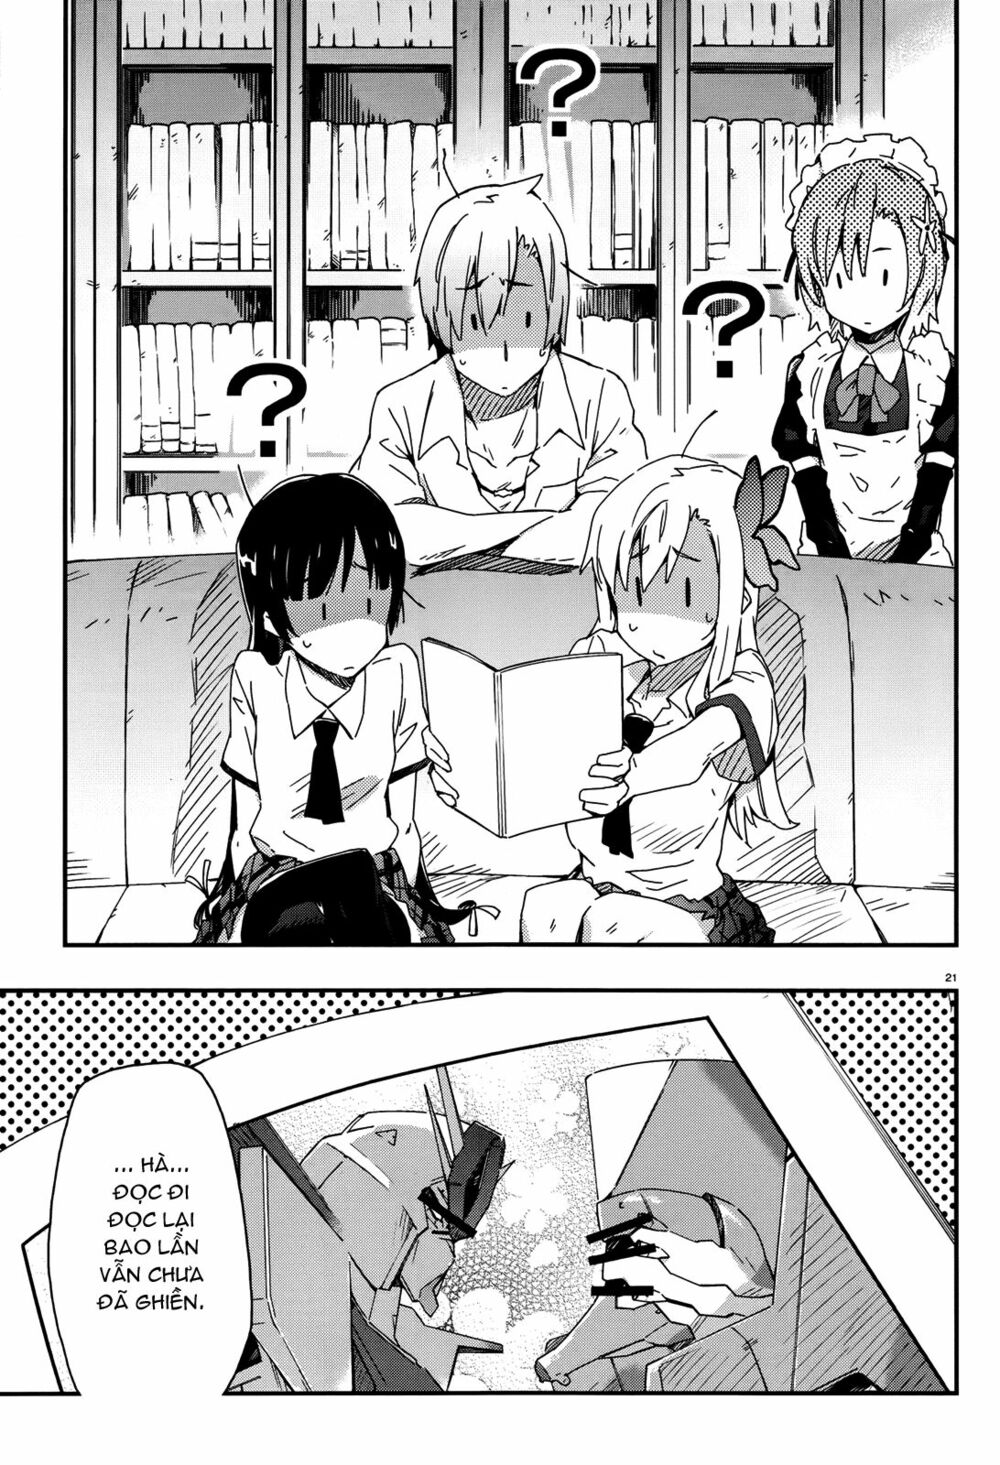 ?
?
?
21
... HÀ...
ĐỌC ĐI
ĐỌC LẠI
BAO LẦN
VẪN CHƯA
ĐÃ GHIỀN.